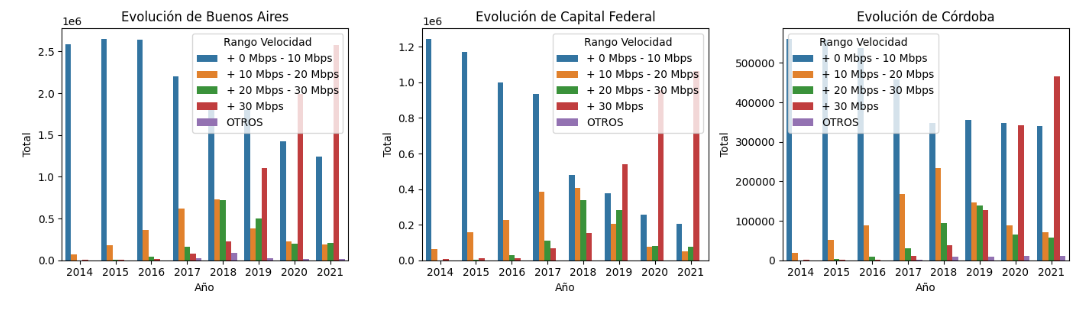 Evolución de Buenos Aires
1e6
Total
2.5
2.0
1.5
1.0
0.5
0.0
Rango Velocidad
+ 0 Mbps - 10 Mbps
+ 10 Mbps - 20 Mbps
+ 20 Mbps - 30 Mbps
+ 30 Mbps
OTROS
2014 2015 2016 2017 2018 2019 2020 2021
Año
Evolución de Capital Federal
1e6
Total
1.2
1.0
0.8
0.6
0.4
0.2
0.0
Rango Velocidad
+ 0 Mbps - 10 Mbps
+ 10 Mbps - 20 Mbps
+ 20 Mbps - 30 Mbps
+ 30 Mbps
OTROS
2014 2015 2016 2017 2018 2019 2020 2021
Año
Evolución de Córdoba
Total
500000
400000
300000
200000
100000
0
Rango Velocidad
+ 0 Mbps - 10 Mbps
+ 10 Mbps - 20 Mbps
+ 20 Mbps - 30 Mbps
+ 30 Mbps
OTROS
2014 2015 2016 2017 2018 2019 2020 2021
Año